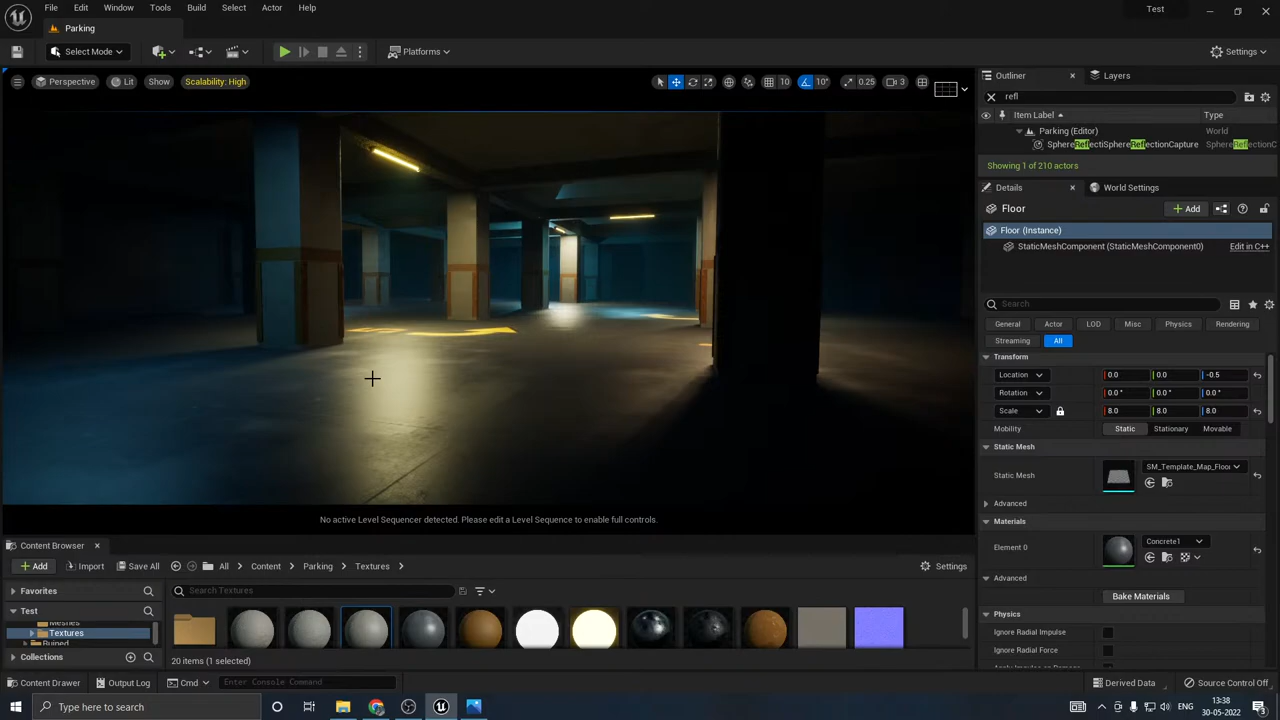 File Edit Window Tools Build Select Actor Help
Test
Parking
Select Mode
Platforms
Settings
Perspective Lit Show Scalability: High
10 10° 0.25 3
Outliner Layers
refl
Item Label Type
Parking (Editor) World
SphereReflectiSphereReflectionCapture SphereReflectionC
Showing 1 of 210 actors
Details World Settings
Floor
Add
Floor (Instance)
StaticMeshComponent (StaticMeshComponent0) Edit in C++
Search
General Actor LOD Misc Physics Rendering
Streaming All
Transform
Location 0.0 0.0 -0.5
Rotation 0.0 ° 0.0 ° 0.0 °
Scale 8.0 8.0 8.0
Mobility Static Stationary Movable
Static Mesh
Static Mesh SM_Template_Map_Floor
Advanced
Materials
Element 0 Concrete1
Advanced
Bake Materials
Physics
Ignore Radial Impulse
Ignore Radial Force
Apply Impulse on Damage
No active Level Sequencer detected. Please edit a Level Sequence to enable full controls.
Content Browser
Add Import Save All All Content Parking Textures Settings
Favorites
Search Textures
Test
Meshes
Textures
Ruined
Collections
20 items (1 selected)
Content Drawer Output Log Cmd Enter Console Command Derived Data Source Control Off
Type here to search
13:38
30-05-2022